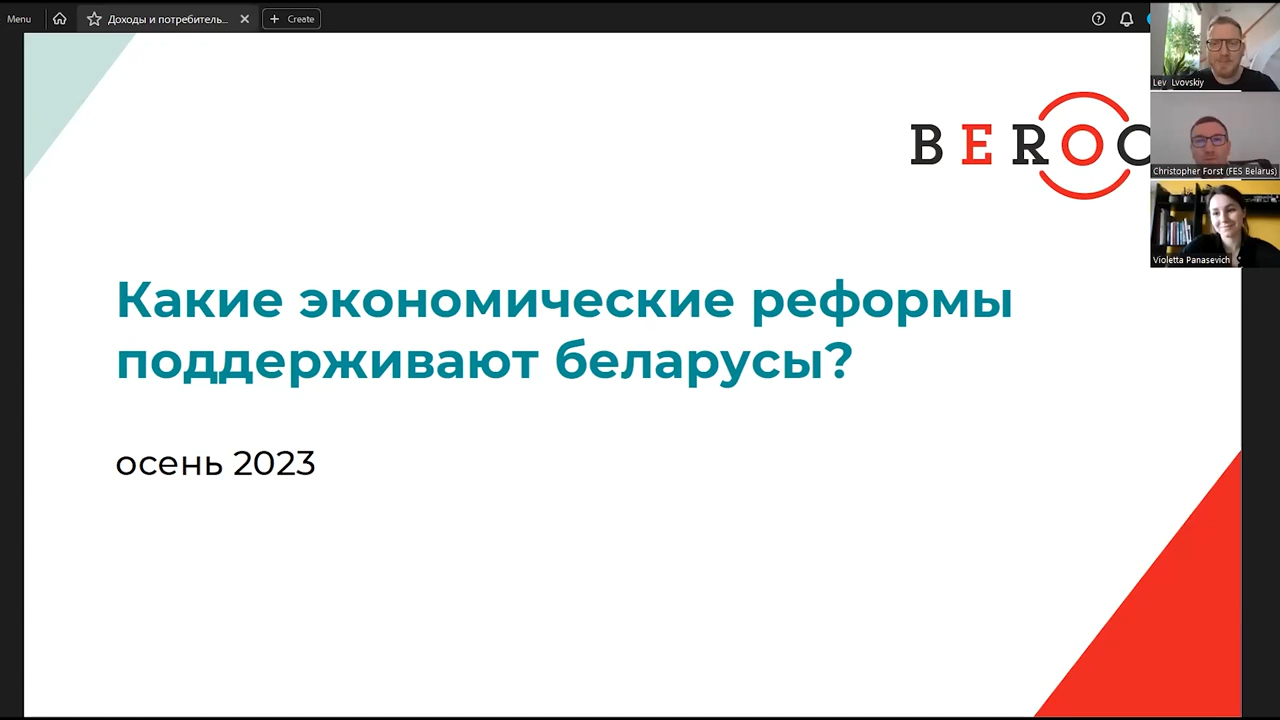 Menu
Доходы и потребитель...
Create
BEROC
Lev Lvovskiy
Christopher Forst (FES Belarus)
Violetta Panasevich
Какие экономические реформы
поддерживают беларусы?
осень 2023